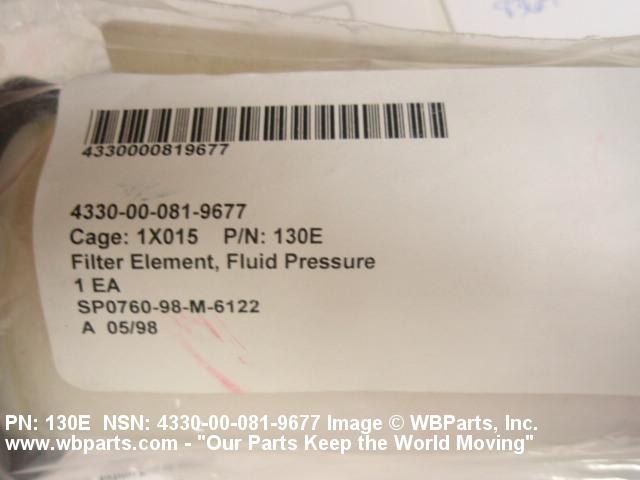 4330000819677
4330-00-081-9677
Cage: 1X015 P/N: 130E
Filter Element, Fluid Pressure
1 EA
SP0760-98-M-6122
A 05/98
PN: 130E NSN: 4330-00-081-9677 Image © WBParts, Inc.
www.wbparts.com - "Our Parts Keep the World Moving"